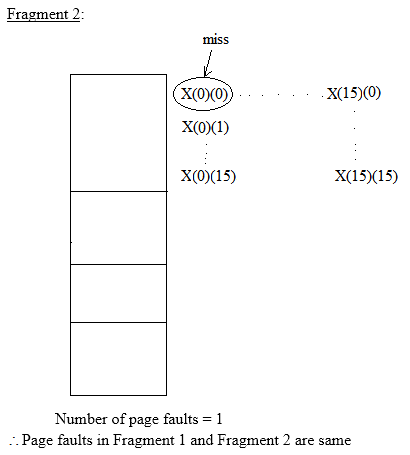 Fragment 2:
miss
X(0)(0) . . . . . . X(15)(0)
X(0)(1)
X(0)(15) X(15)(15)
Number of page faults = 1
∴ Page faults in Fragment 1 and Fragment 2 are same